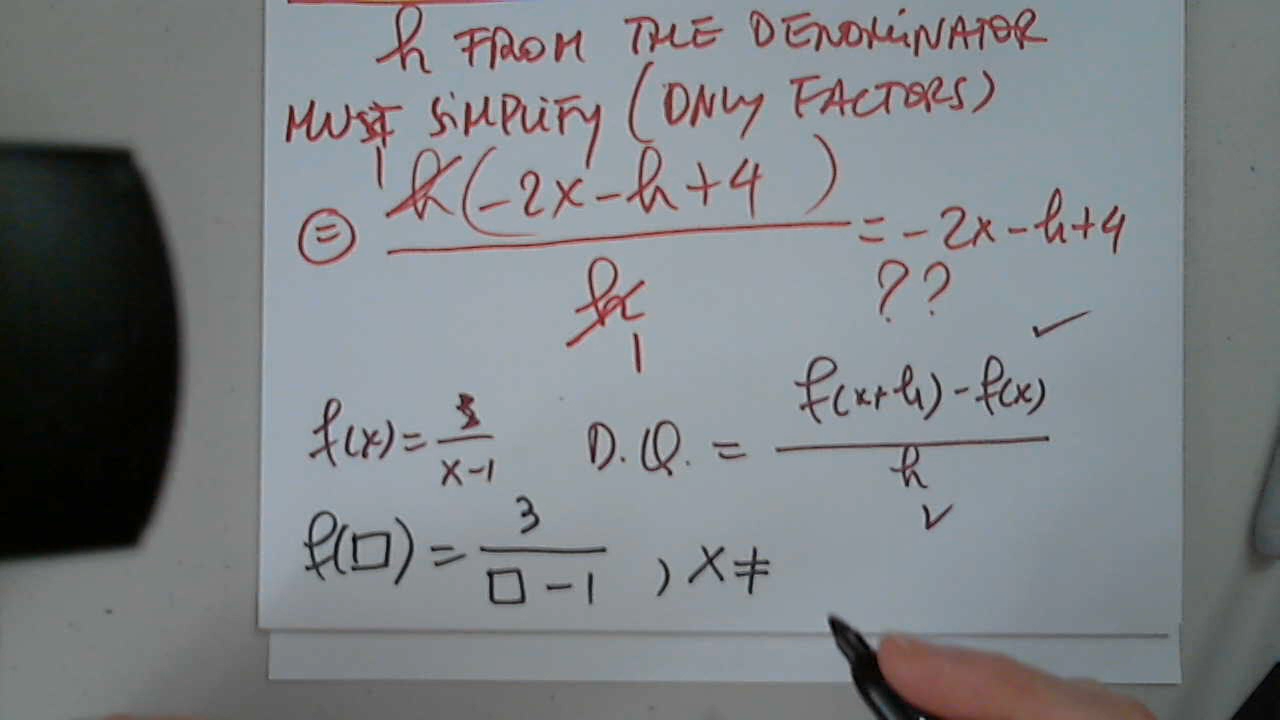 h FROM THE DENOMINATOR
MUST SIMPLIFY (ONLY FACTORS)
= h(-2x-h+4) / h = -2x-h+4
1
1
??
✓
f(x) = 3/(x-1) D.Q. = (f(x+h)-f(x))/h
✓
f(□) = 3/(□-1) , x≠